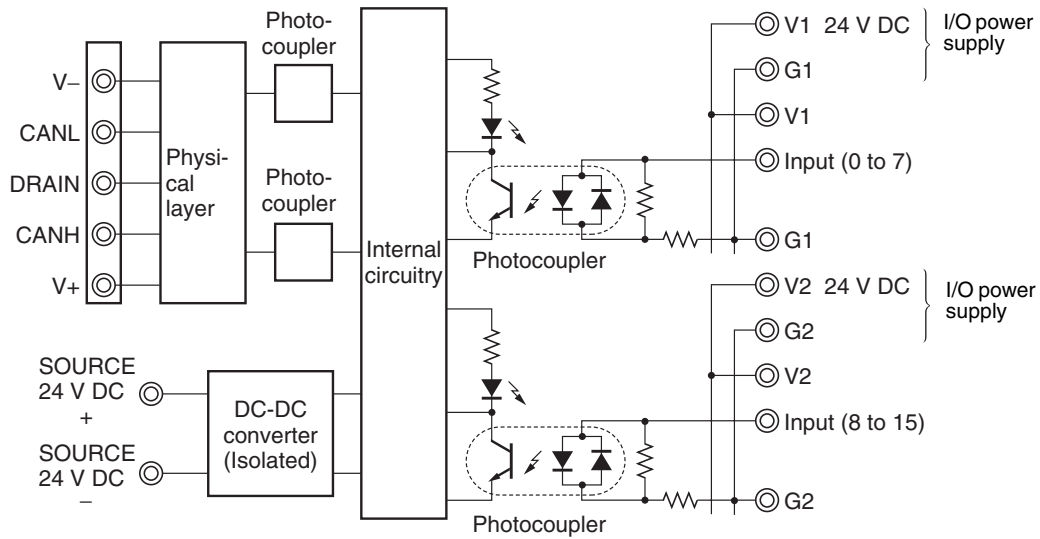 V–
CANL
DRAIN
CANH
V+
Physi-
cal
layer
Photo-
coupler
Photo-
coupler
SOURCE
24 V DC
+
SOURCE
24 V DC
–
DC-DC
converter
(Isolated)
Internal
circuitry
Photocoupler
Photocoupler
V1 24 V DC
I/O power
supply
G1
V1
Input (0 to 7)
G1
V2 24 V DC
I/O power
supply
G2
V2
Input (8 to 15)
G2